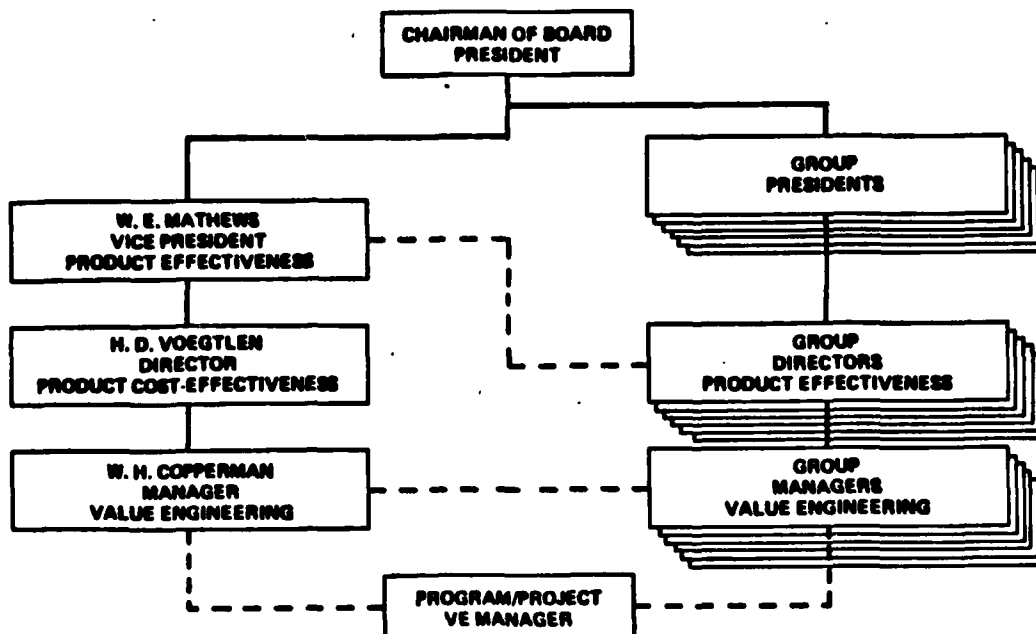 CHAIRMAN OF BOARD
PRESIDENT
GROUP
PRESIDENTS
W. E. MATHEWS
VICE PRESIDENT
PRODUCT EFFECTIVENESS
H. D. VOEGTLEN
DIRECTOR
PRODUCT COST-EFFECTIVENESS
GROUP
DIRECTORS
PRODUCT EFFECTIVENESS
W. H. COPPERMAN
MANAGER
VALUE ENGINEERING
GROUP
MANAGERS
VALUE ENGINEERING
PROGRAM/PROJECT
VE MANAGER